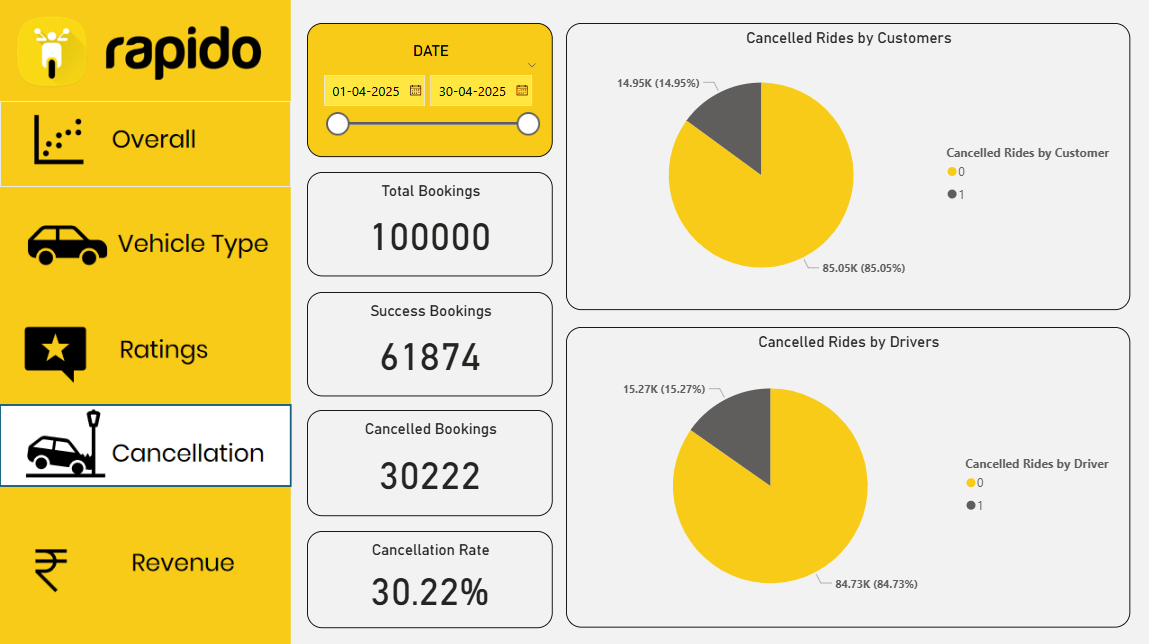 rapido
Overall
Vehicle Type
Ratings
Cancellation
Revenue
DATE
01-04-2025
30-04-2025
Total Bookings
100000
Success Bookings
61874
Cancelled Bookings
30222
Cancellation Rate
30.22%
Cancelled Rides by Customers
14.95K (14.95%)
85.05K (85.05%)
Cancelled Rides by Customer
0
1
Cancelled Rides by Drivers
15.27K (15.27%)
84.73K (84.73%)
Cancelled Rides by Driver
0
1